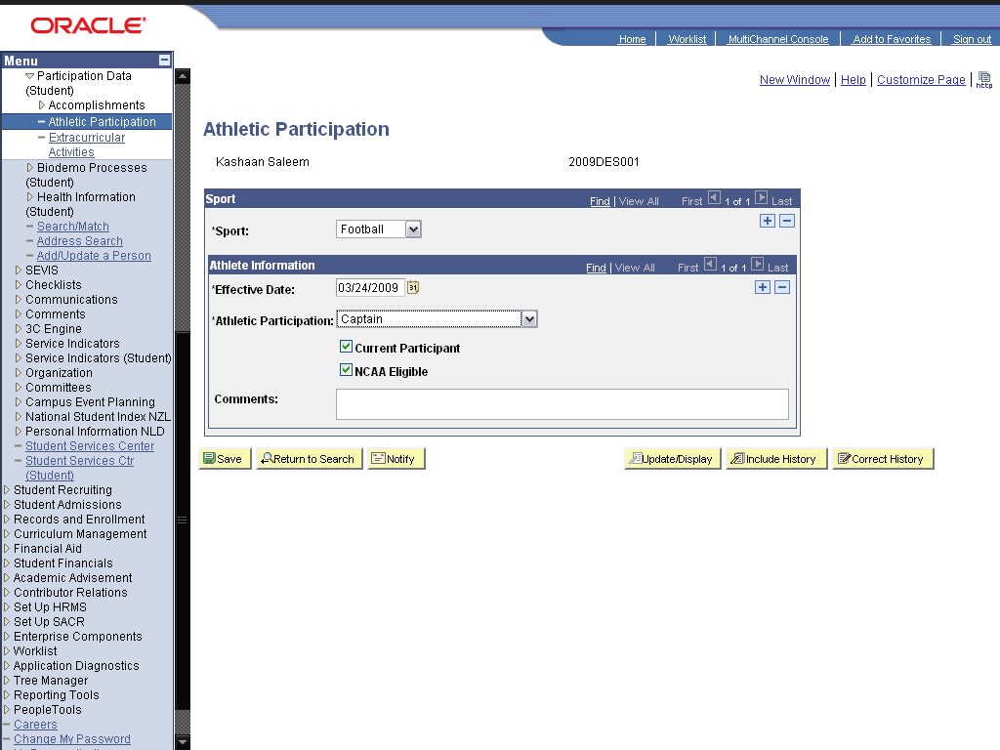 ORACLE
Home
Worklist
MultiChannel Console
Add to Favorites
Sign out
Menu
Participation Data
(Student)
Accomplishments
Athletic Participation
Extracurricular
Activities
Biodemo Processes
(Student)
Health Information
(Student)
Search/Match
Address Search
Add/Update a Person
SEVIS
Checklists
Communications
Comments
3C Engine
Service Indicators
Service Indicators (Student)
Organization
Committees
Campus Event Planning
National Student Index NZL
Personal Information NLD
Student Services Center
Student Services Ctr
(Student)
Student Recruiting
Student Admissions
Records and Enrollment
Curriculum Management
Financial Aid
Student Financials
Academic Advisement
Contributor Relations
Set Up HRMS
Set Up SACR
Enterprise Components
Worklist
Application Diagnostics
Tree Manager
Reporting Tools
PeopleTools
Careers
Change My Password
New Window | Help | Customize Page |
http
Athletic Participation
Kashaan Saleem 2009DES001
Sport Find | View All First 1 of 1 Last
*Sport: Football
Athlete Information Find | View All First 1 of 1 Last
*Effective Date: 03/24/2009 31
*Athletic Participation: Captain
Current Participant
NCAA Eligible
Comments:
Save Return to Search Notify Update/Display Include History Correct History